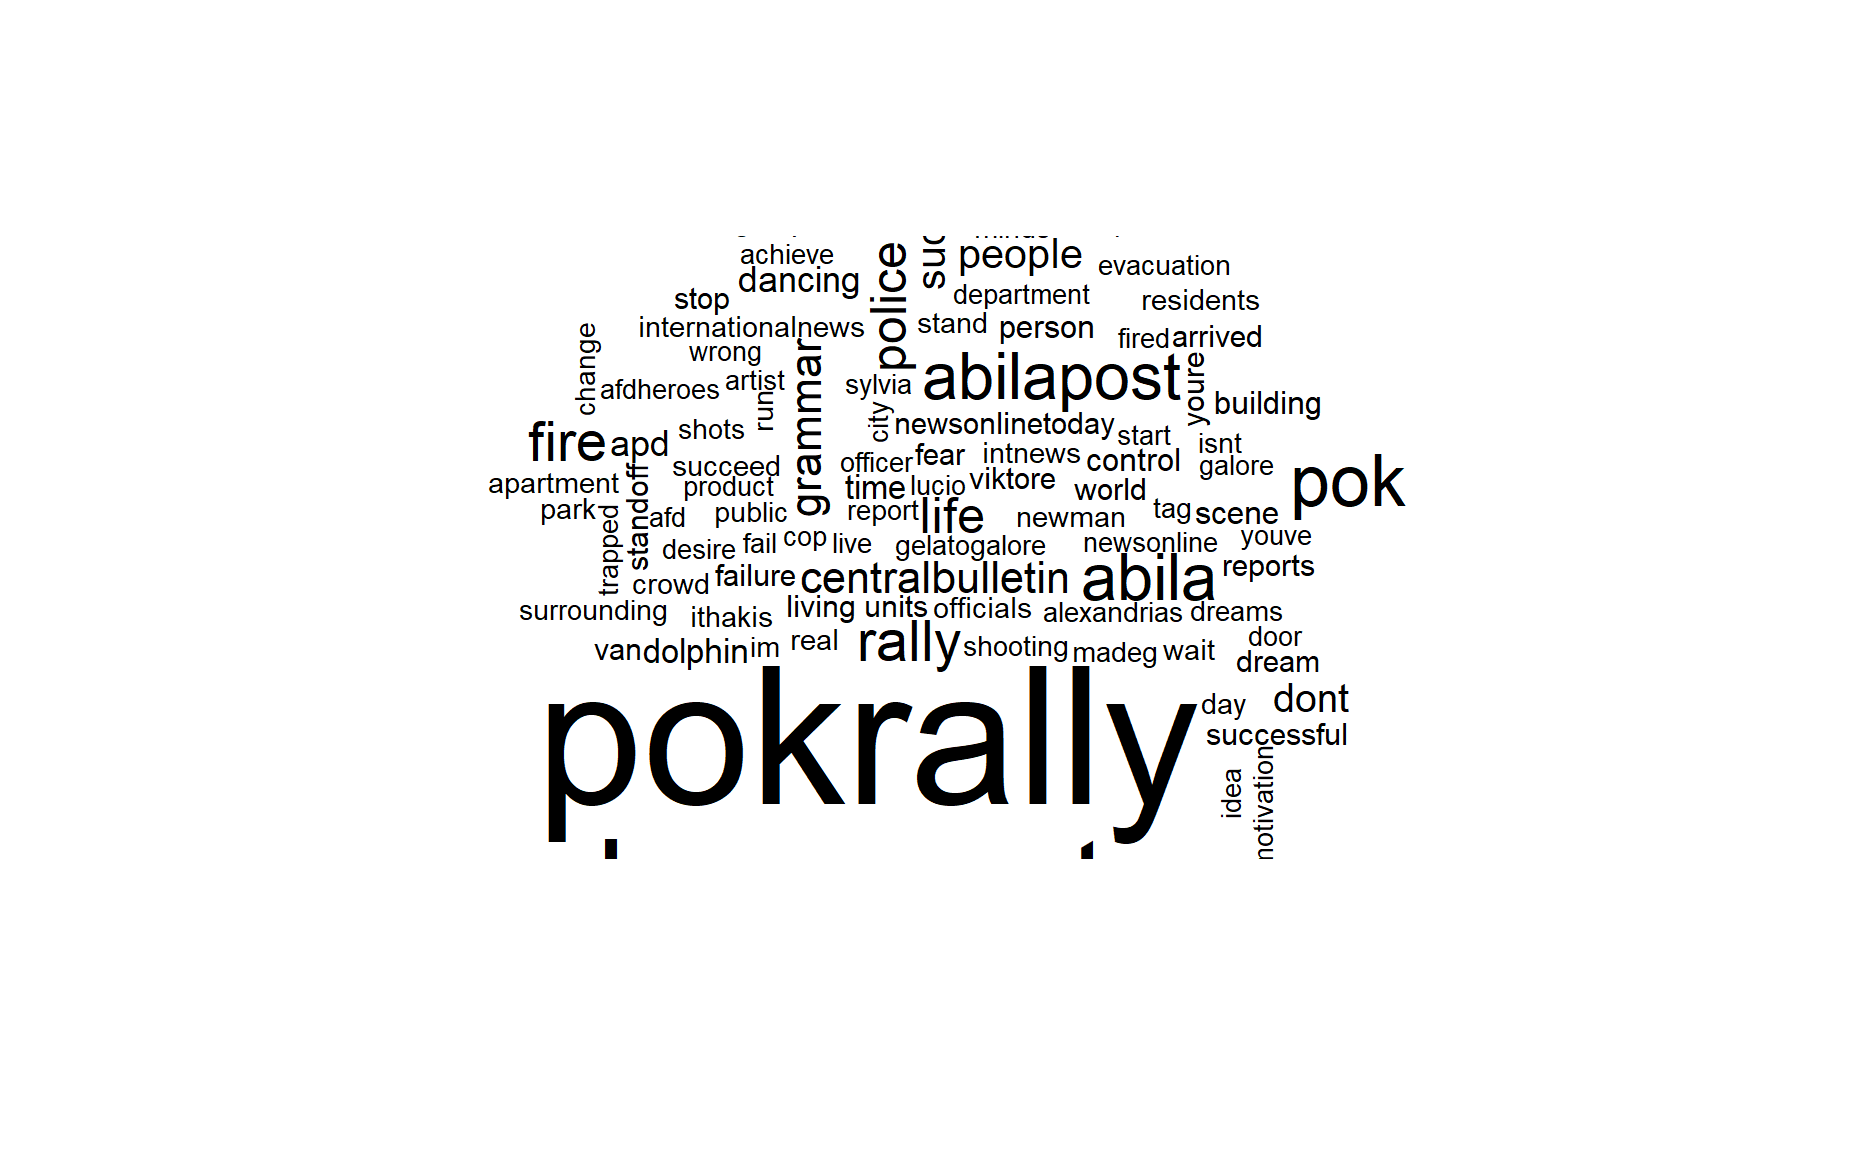 achieve
dancing
police
people
evacuation
stop
department
residents
internationalnews
stand
person
fired
arrived
wrong
change
grammar
abilapost
youre
afdheroes
artist
run
sylvia
city
building
newsonlinetoday
start
isnt
fire
apd
shots
officer
fear
intnews
control
galore
succeed
apartment
standoff
product
time
lucio
viktore
world
pok
park
trapped
afd
public
report
life
newman
tag
scene
desire
fail
cop
live
gelatogalore
newsonline
youve
crowd
failure
centralbulletin
abila
reports
surrounding
ithakis
living
units
officials
alexandrias
dreams
van
dolphin
im
real
rally
shooting
madeg
wait
door
dream
pokrally
day
dont
successful
idea